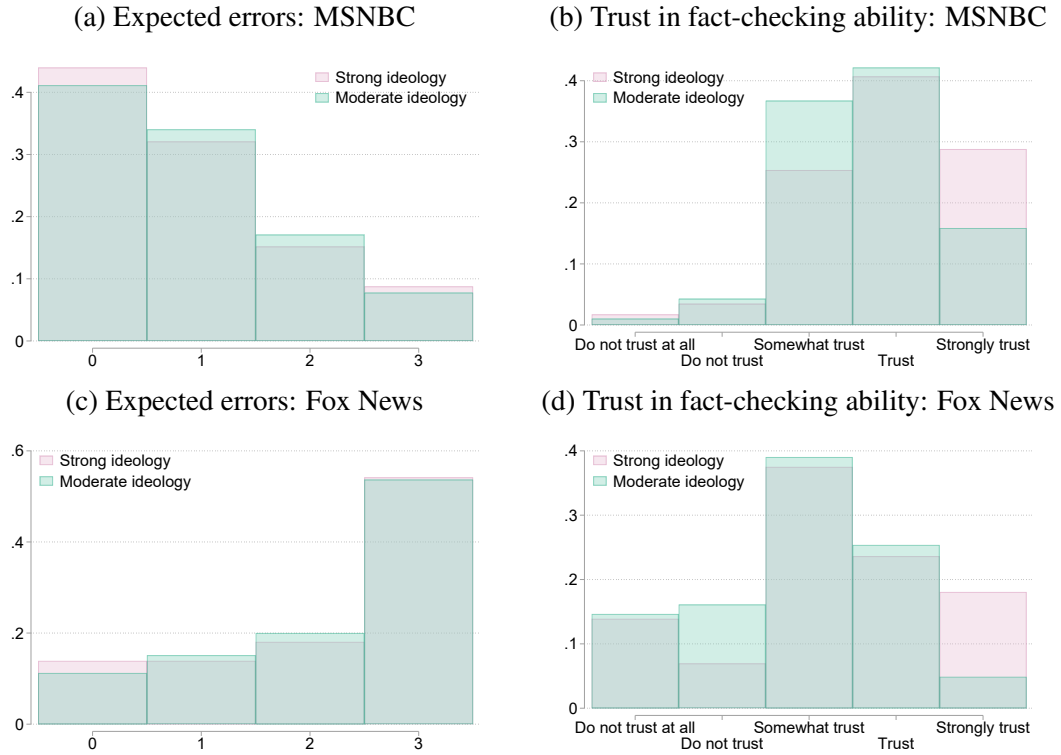 (a) Expected errors: MSNBC
Strong ideology
Moderate ideology
.4
.3
.2
.1
0
0 1 2 3
(b) Trust in fact-checking ability: MSNBC
Strong ideology
Moderate ideology
.4
.3
.2
.1
0
Do not trust at all Somewhat trust Strongly trust
Do not trust Trust
(c) Expected errors: Fox News
Strong ideology
Moderate ideology
.6
.4
.2
0
0 1 2 3
(d) Trust in fact-checking ability: Fox News
Strong ideology
Moderate ideology
.4
.3
.2
.1
0
Do not trust at all Somewhat trust Strongly trust
Do not trust Trust